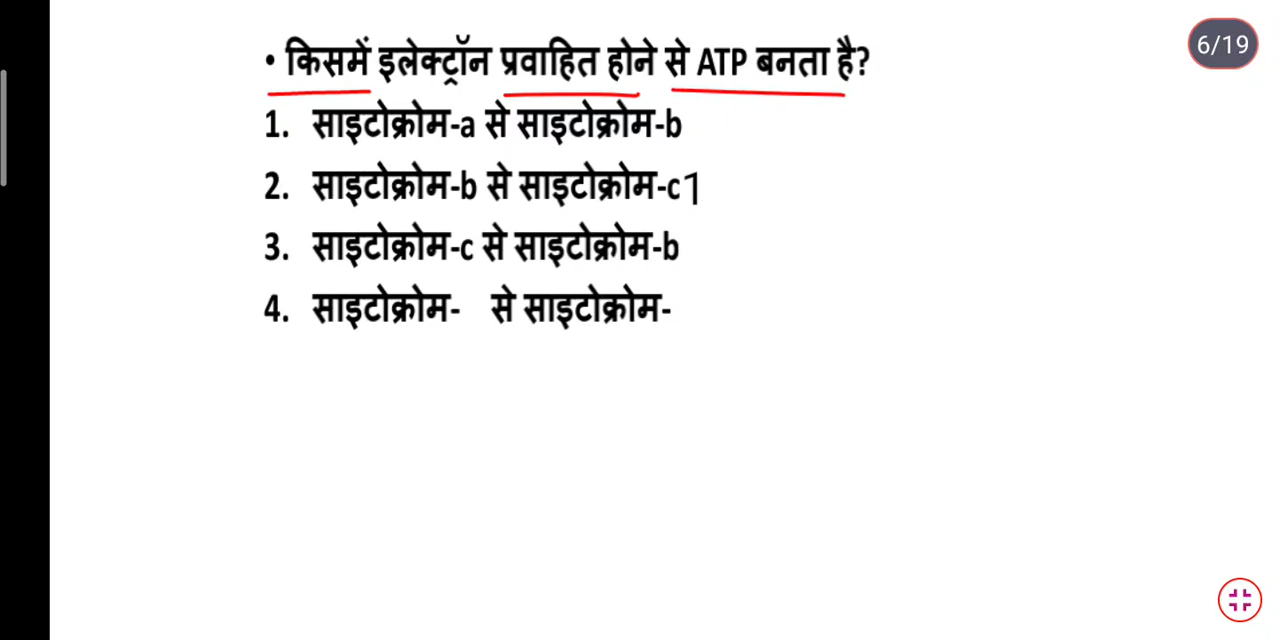 6/19
• किसमें इलेक्ट्रॉन प्रवाहित होने से ATP बनता है?
1. साइटोक्रोम-a से साइटोक्रोम-b
2. साइटोक्रोम-b से साइटोक्रोम-c1
3. साइटोक्रोम-c से साइटोक्रोम-b
4. साइटोक्रोम- से साइटोक्रोम-